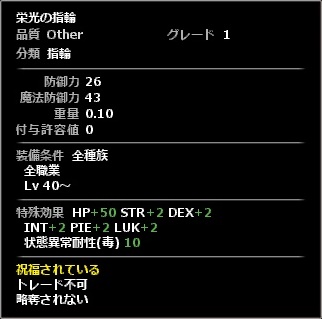 栄光の指輪
品質 Other グレード 1
分類 指輪
防御力 26
魔法防御力 43
重量 0.10
付与許容値 0
装備条件 全種族
全職業
Lv 40～
特殊効果 HP+50 STR+2 DEX+2
INT+2 PIE+2 LUK+2
状態異常耐性(毒) 10
祝福されている
トレード不可
略奪されない